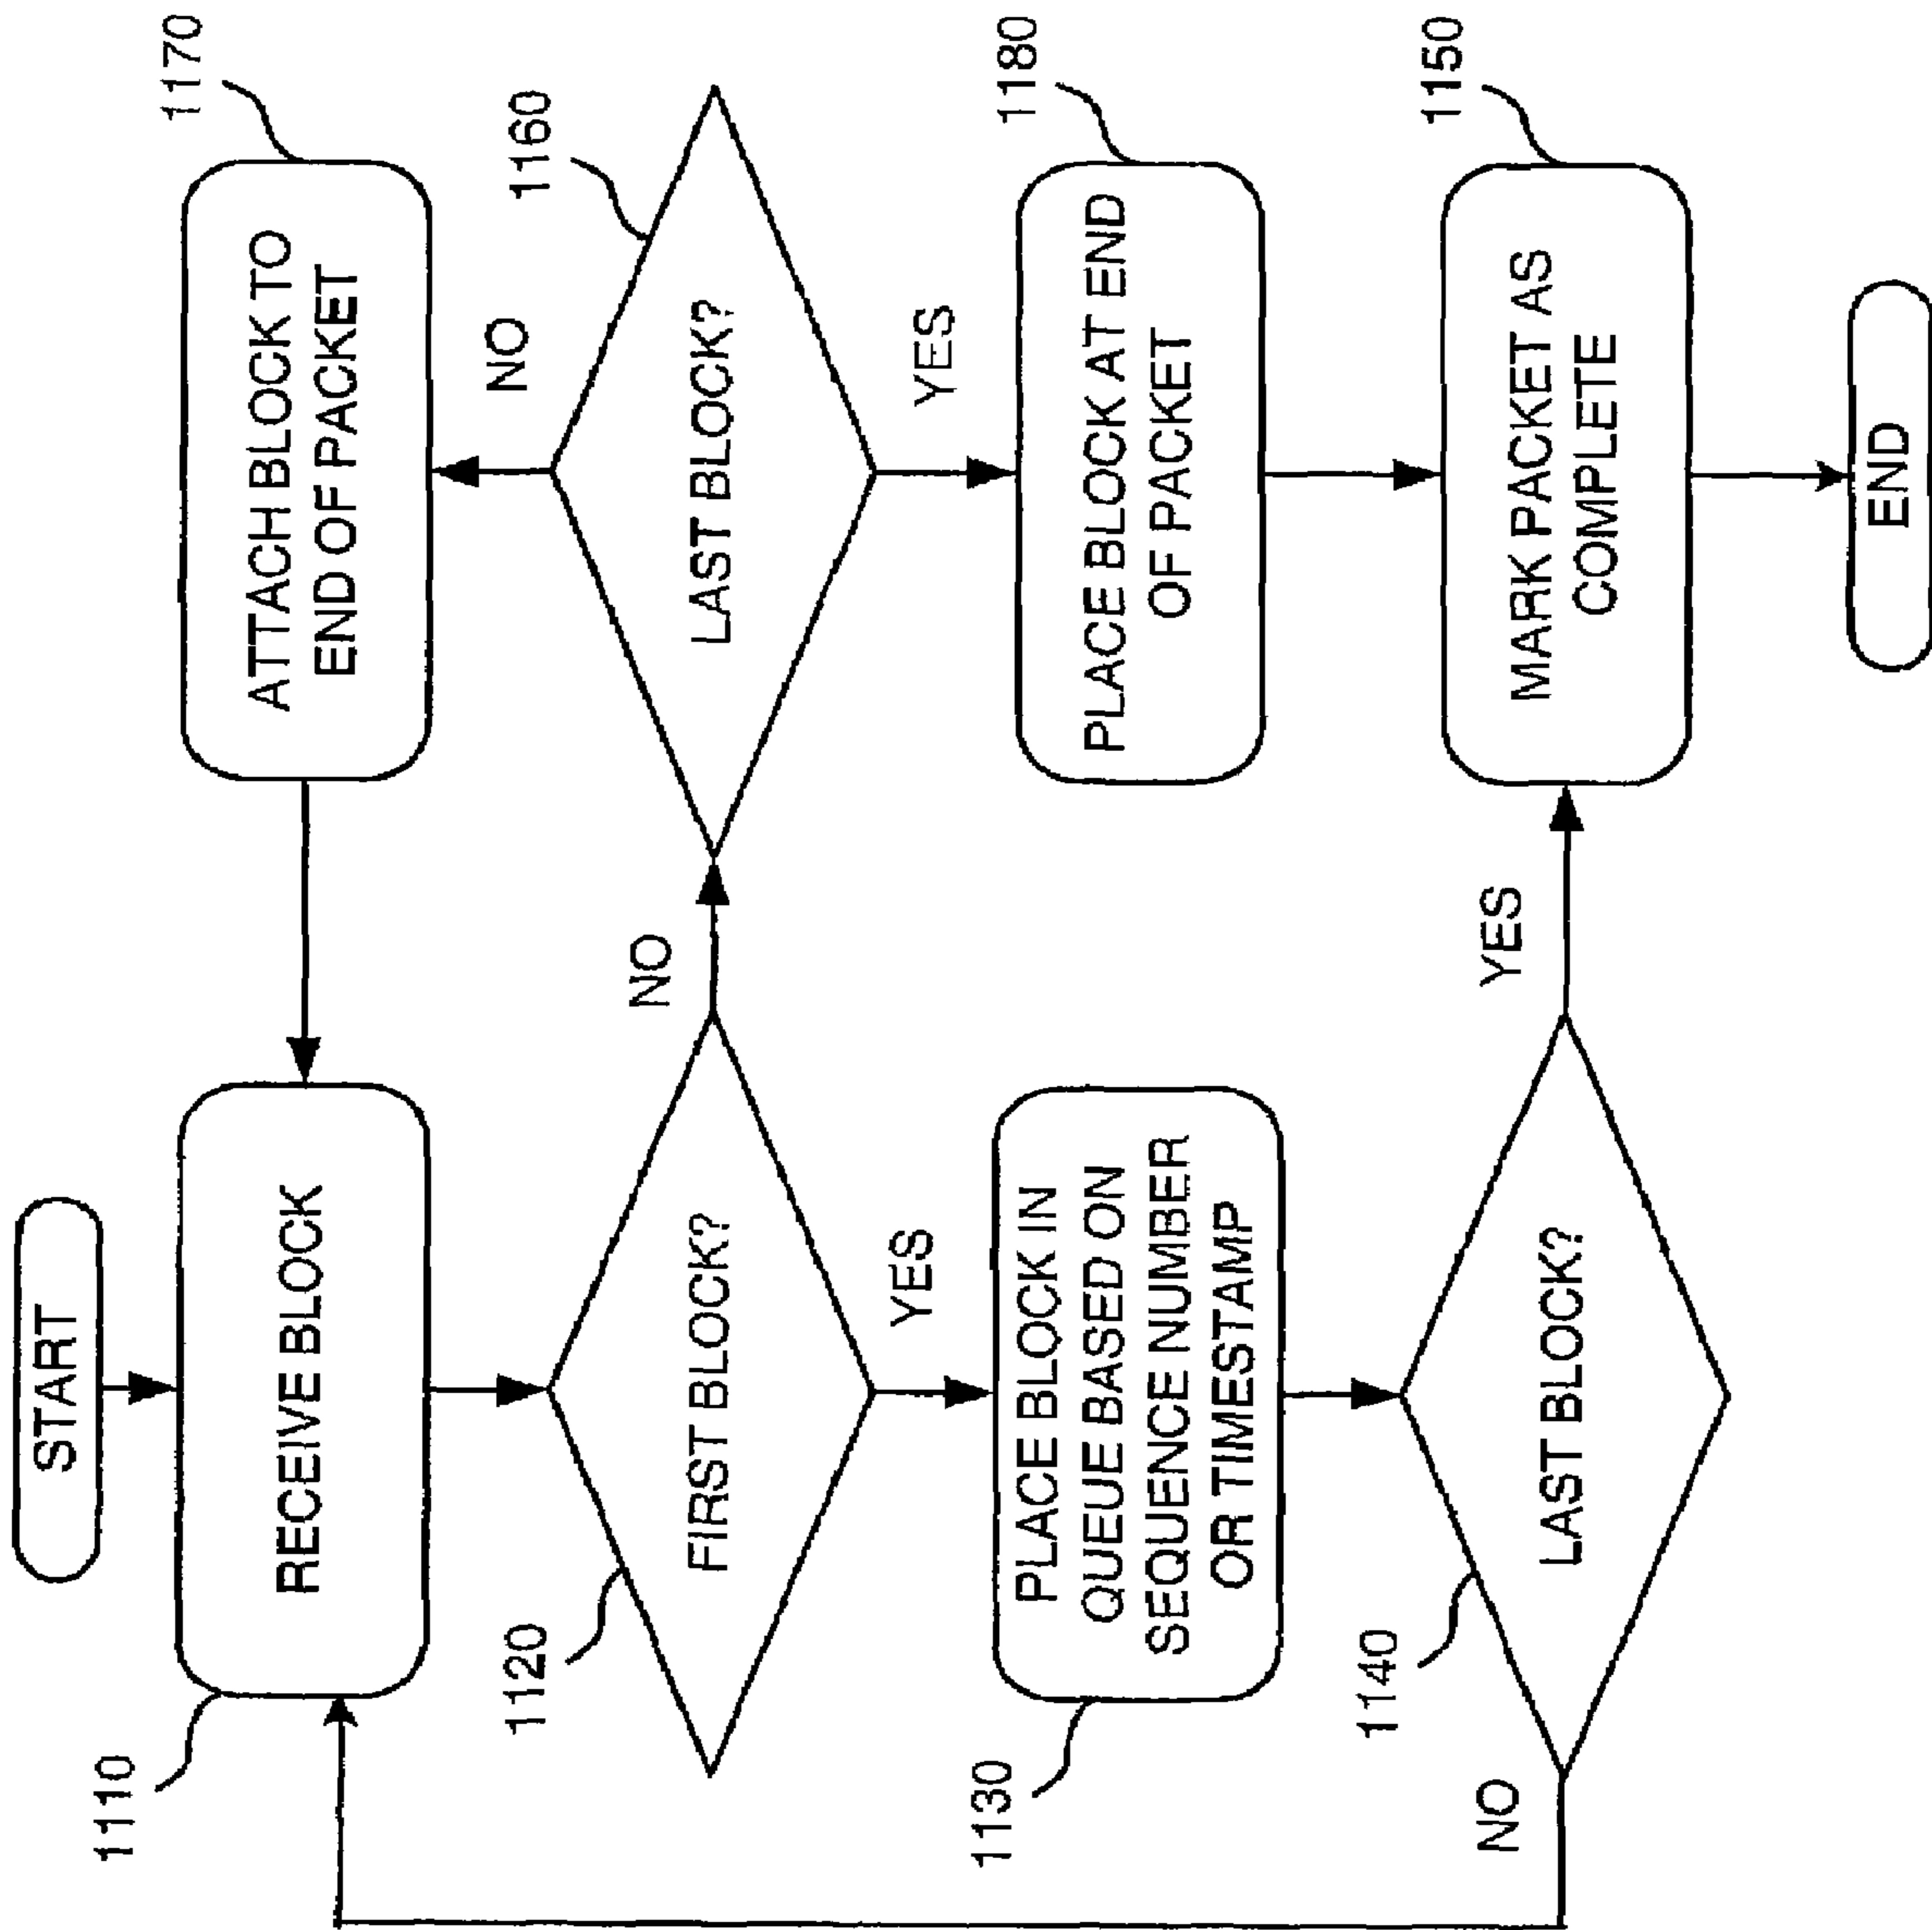 START
1110
RECEIVE BLOCK
1120
FIRST BLOCK?
NO
YES
1130
PLACE BLOCK IN
QUEUE BASED ON
SEQUENCE NUMBER
OR TIMESTAMP
1140
LAST BLOCK?
NO
YES
1170
ATTACH BLOCK TO
END OF PACKET
NO
1160
LAST BLOCK?
YES
1180
PLACE BLOCK AT END
OF PACKET
1150
MARK PACKET AS
COMPLETE
END